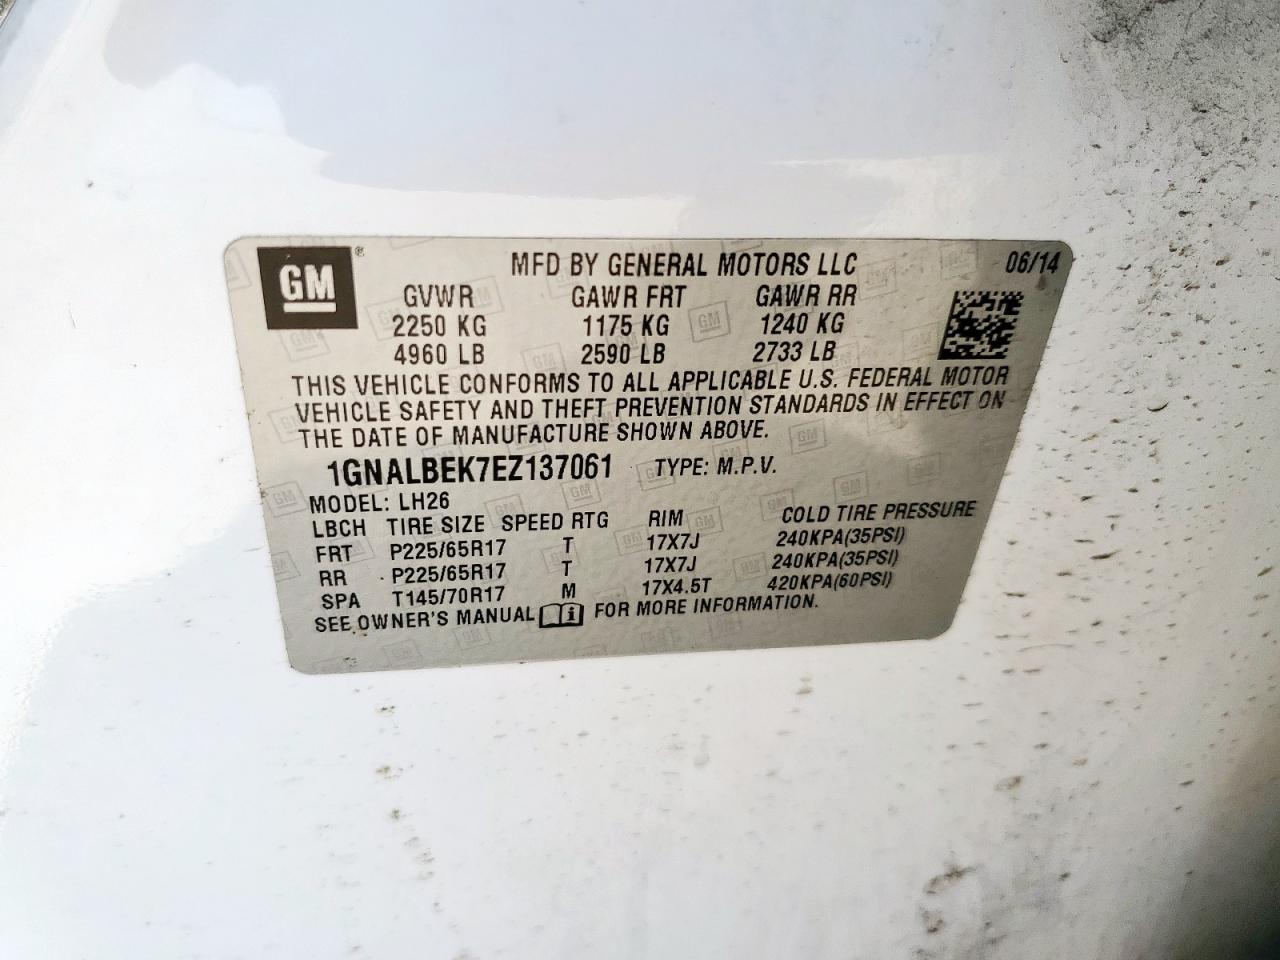 GM ® MFD BY GENERAL MOTORS LLC 06/14
GVWR GAWR FRT GAWR RR
2250 KG 1175 KG 1240 KG
4960 LB 2590 LB 2733 LB
THIS VEHICLE CONFORMS TO ALL APPLICABLE U.S. FEDERAL MOTOR
VEHICLE SAFETY AND THEFT PREVENTION STANDARDS IN EFFECT ON
THE DATE OF MANUFACTURE SHOWN ABOVE.
1GNALBEK7EZ137061 TYPE: M.P.V.
MODEL: LH26
LBCH TIRE SIZE SPEED RTG RIM COLD TIRE PRESSURE
FRT P225/65R17 T 17X7J 240KPA(35PSI)
RR P225/65R17 T 17X7J 240KPA(35PSI)
SPA T145/70R17 M 17X4.5T 420KPA(60PSI)
SEE OWNER'S MANUAL i FOR MORE INFORMATION.